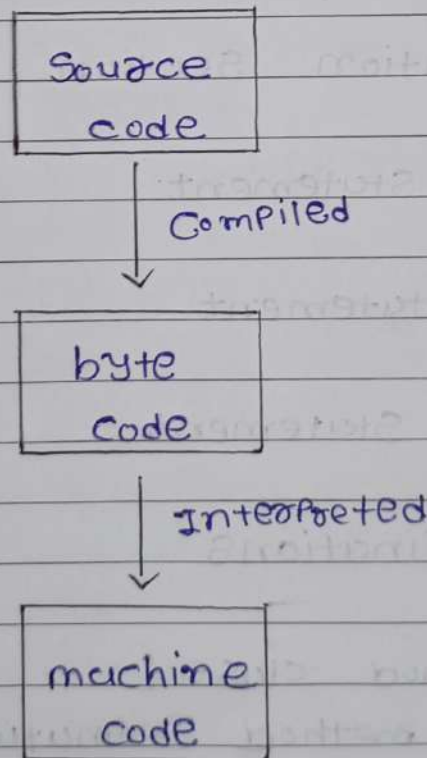 Source
code
Compiled
byte
code
Interpreted
machine
code